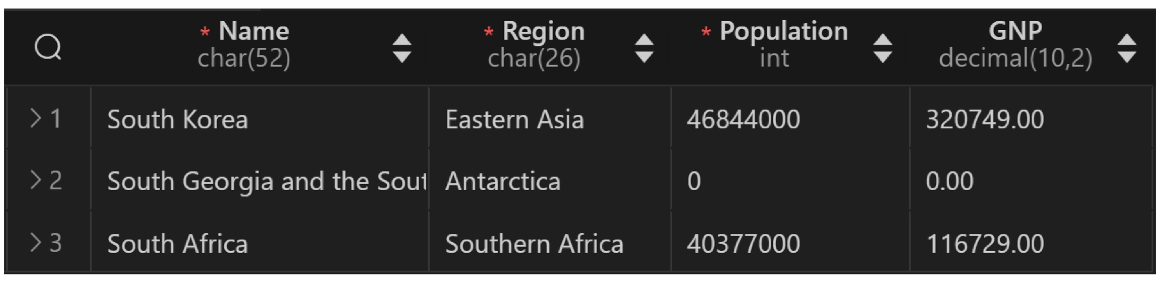 * Name * Region * Population GNP
char(52) char(26) int decimal(10,2)
> 1 South Korea Eastern Asia 46844000 320749.00
> 2 South Georgia and the Sout Antarctica 0 0.00
> 3 South Africa Southern Africa 40377000 116729.00